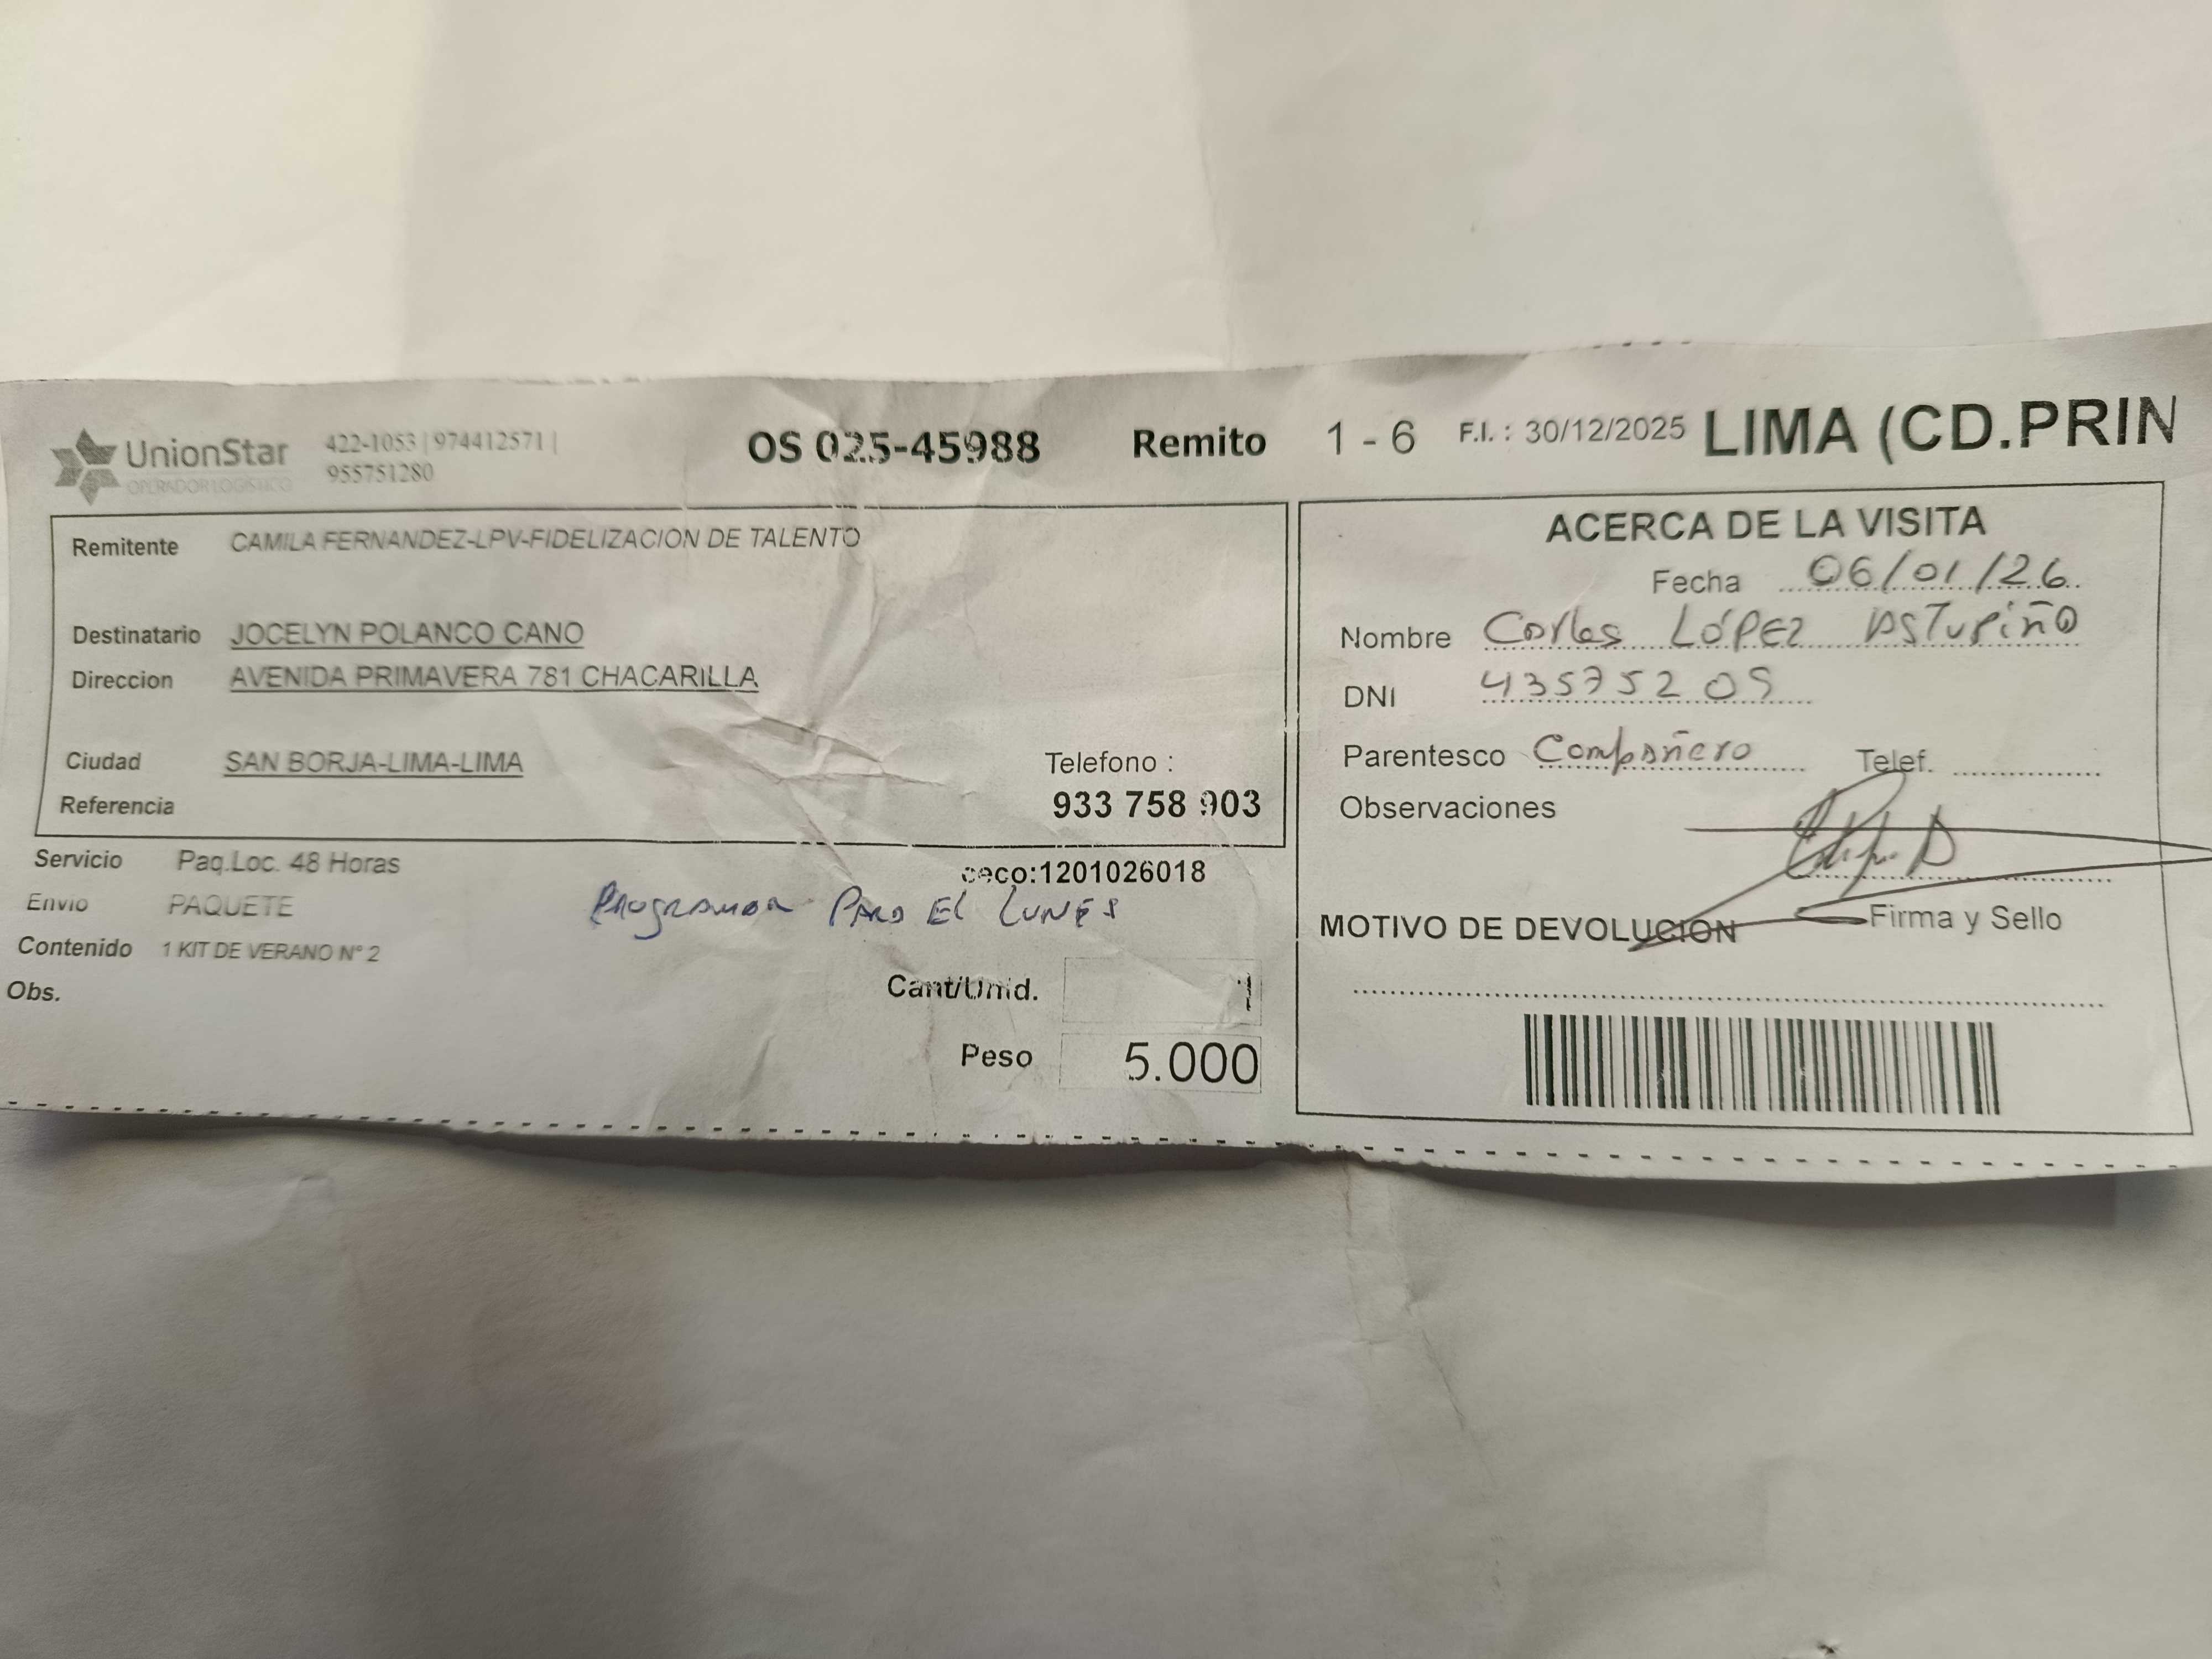 UnionStar
OPERADOR LOGISTICO
422-1053 | 974412571 |
955751280
OS 025-45988
Remito 1 - 6
F.I. : 30/12/2025
LIMA (CD.PRIN
Remitente CAMILA FERNANDEZ-LPV-FIDELIZACION DE TALENTO
Destinatario JOCELYN POLANCO CANO
Direccion AVENIDA PRIMAVERA 781 CHACARILLA
Ciudad SAN BORJA-LIMA-LIMA
Telefono :
Referencia
933 758 903
Servicio Paq.Loc. 48 Horas
ceco:1201026018
Envio PAQUETE
PROGRAMAR PARA EL LUNES
Contenido 1 KIT DE VERANO N° 2
Obs.
Cant/Unid. 1
Peso 5.000
ACERCA DE LA VISITA
Fecha 06/01/26
Nombre Carlos LÓPEZ ASTUPIÑO
DNI 43575209
Parentesco Compañero Telef.
Observaciones
Firma y Sello
MOTIVO DE DEVOLUCION